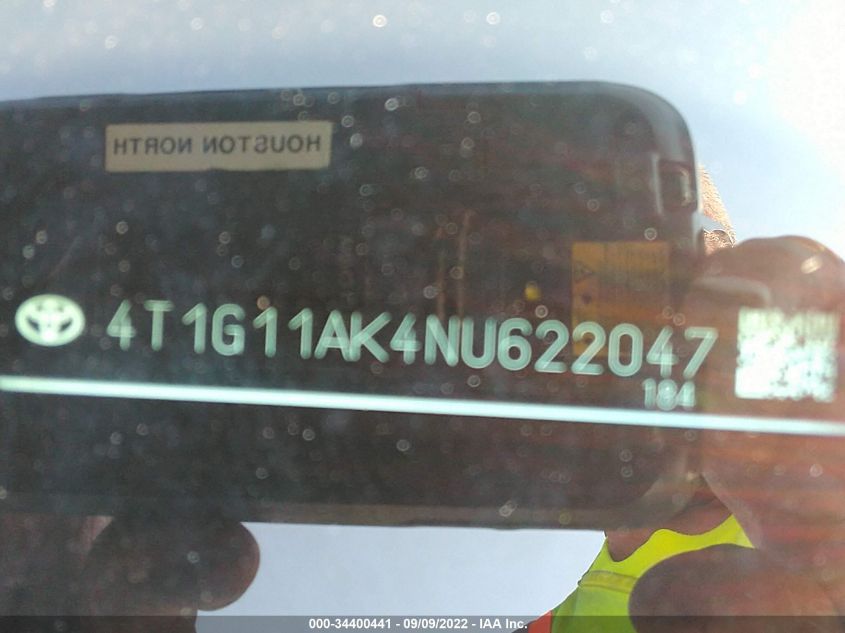 HOUSTON NORTH
4T1G11AK4NU622047
184
000-34400441 - 09/09/2022 - IAA Inc.